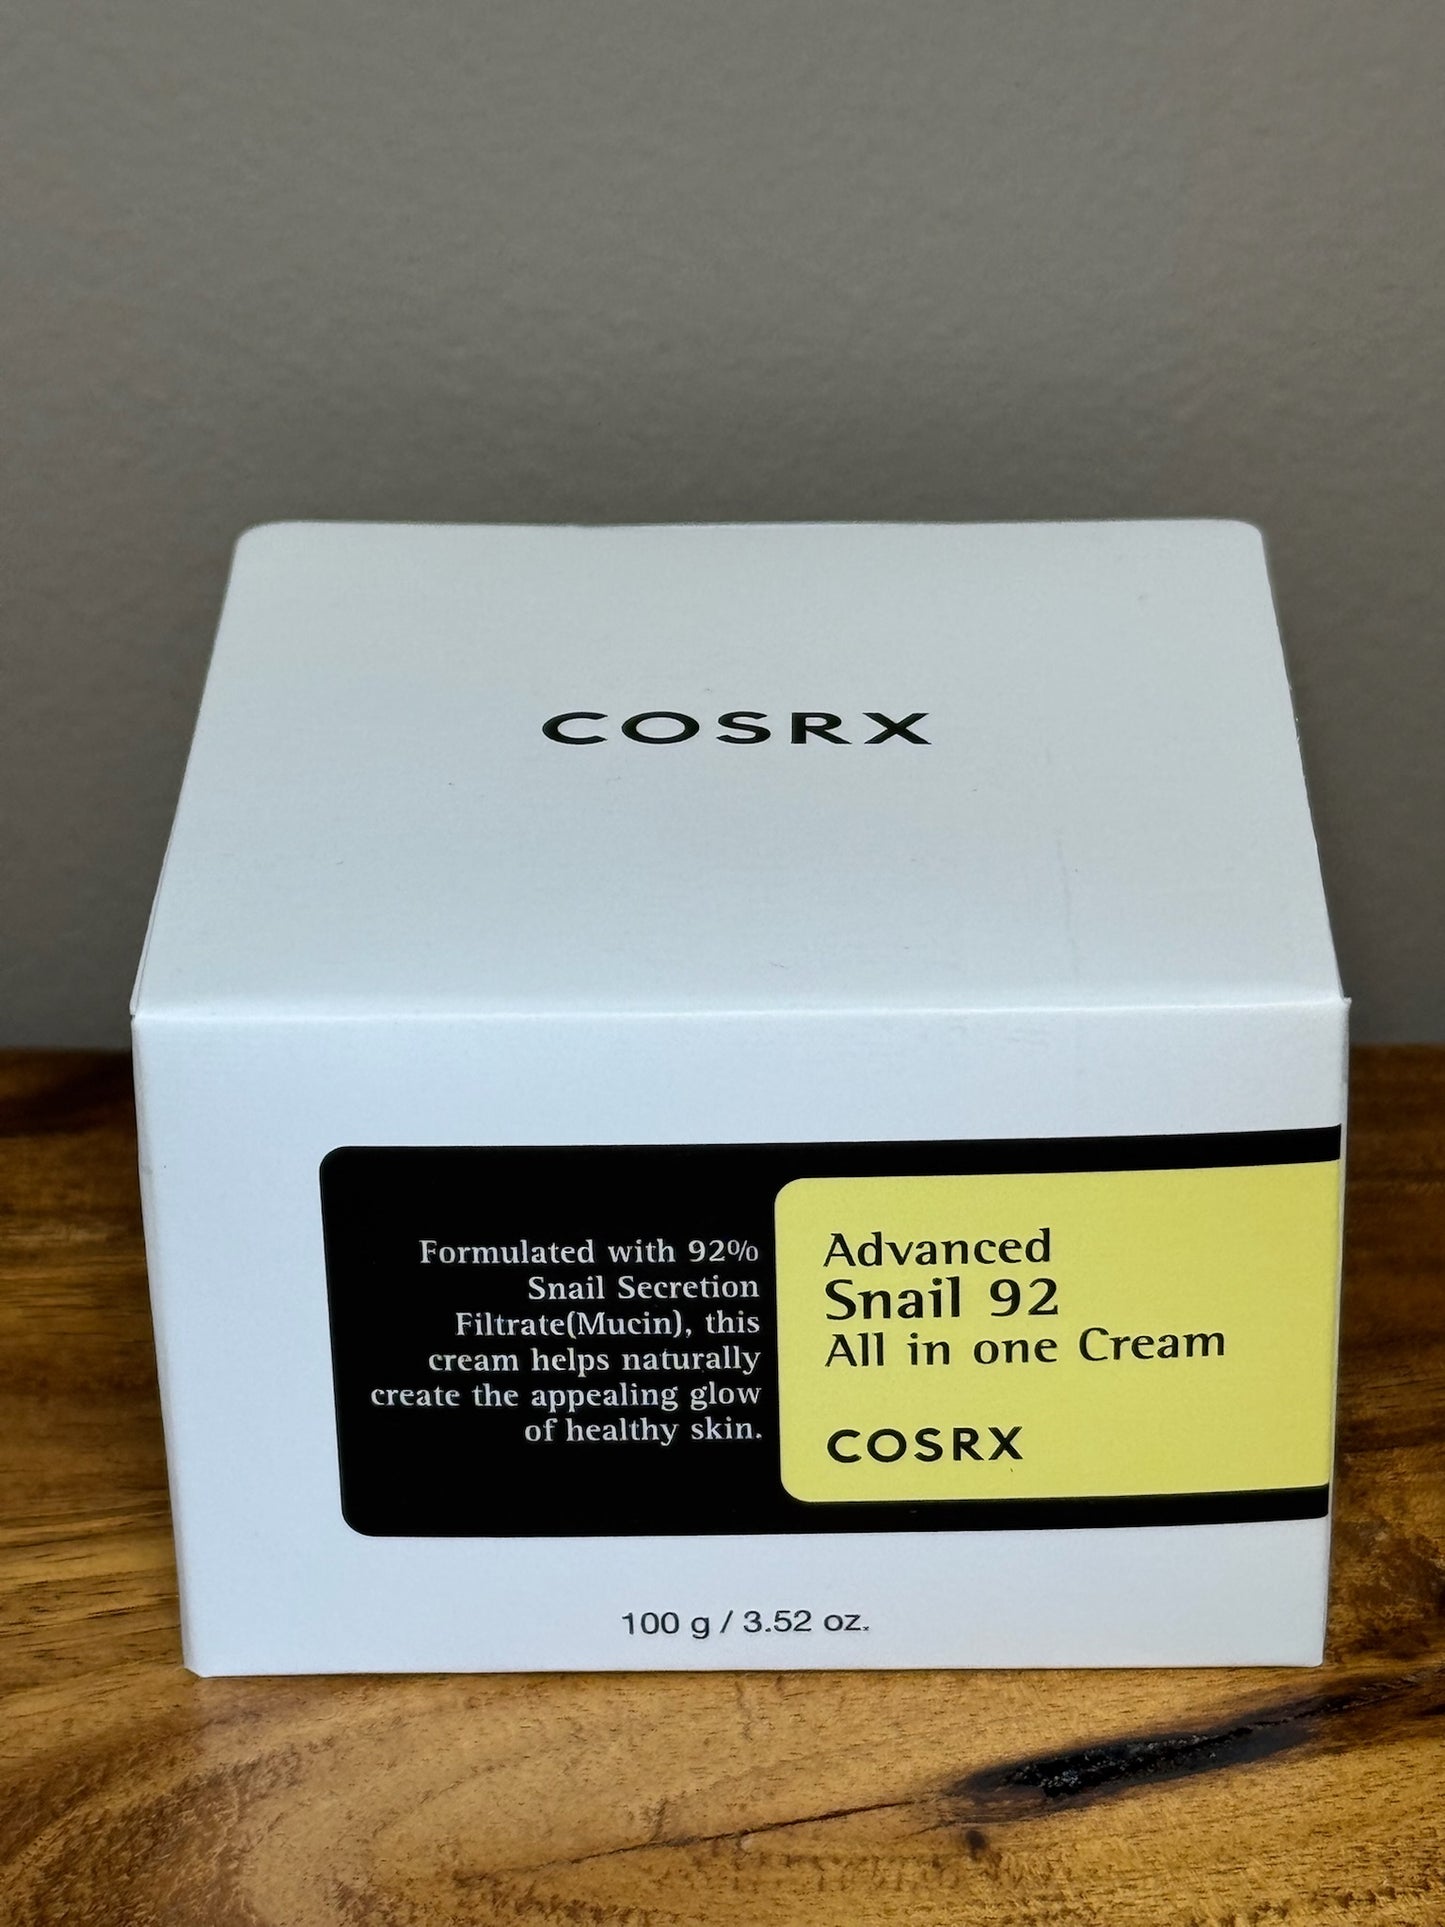 COSRX
Formulated with 92%
Snail Secretion
Filtrate(Mucin), this
cream helps naturally
create the appealing glow
of healthy skin.
Advanced
Snail 92
All in one Cream
COSRX
100 g / 3.52 oz.